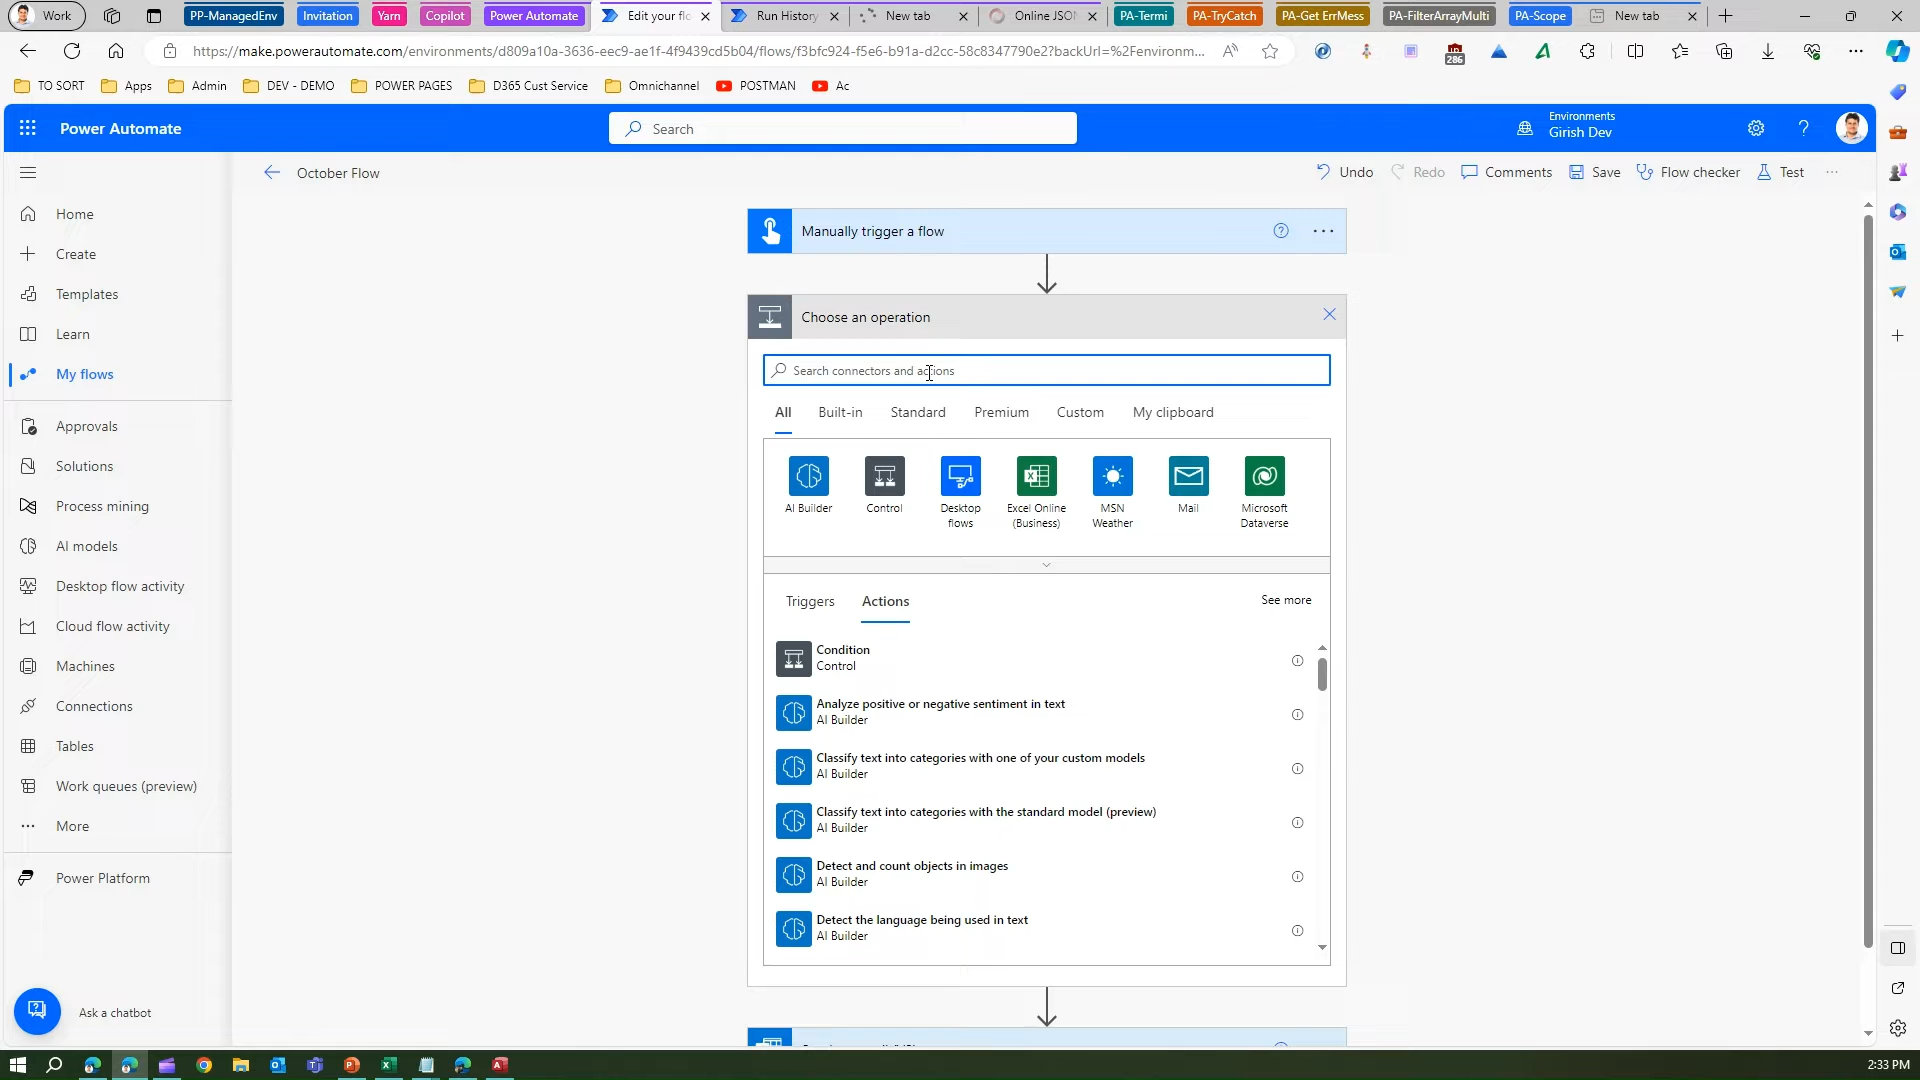 Work
PP-ManagedEnv
Invitation
Yarn
Copilot
Power Automate
Edit your flo
Run History
New tab
Online JSON
PA-Termi
PA-TryCatch
PA-Get ErrMess
PA-FilterArrayMulti
PA-Scope
New tab
https://make.powerautomate.com/environments/d809a10a-3636-eec9-ae1f-4f9439cd5b04/flows/f3bfc924-f5e6-b91a-d2cc-58c8347790e2?backUrl=%2Fenvironm...
286
TO SORT
Apps
Admin
DEV - DEMO
POWER PAGES
D365 Cust Service
Omnichannel
POSTMAN
Ac
Power Automate
Search
Environments
Girish Dev
October Flow
Undo
Redo
Comments
Save
Flow checker
Test
Home
Create
Templates
Learn
My flows
Approvals
Solutions
Process mining
AI models
Desktop flow activity
Cloud flow activity
Machines
Connections
Tables
Work queues (preview)
More
Power Platform
Ask a chatbot
Manually trigger a flow
Choose an operation
Search connectors and actions
All
Built-in
Standard
Premium
Custom
My clipboard
AI Builder
Control
Desktop flows
Excel Online (Business)
MSN Weather
Mail
Microsoft Dataverse
Triggers
Actions
See more
Condition
Control
Analyze positive or negative sentiment in text
AI Builder
Classify text into categories with one of your custom models
AI Builder
Classify text into categories with the standard model (preview)
AI Builder
Detect and count objects in images
AI Builder
Detect the language being used in text
AI Builder
2:33 PM